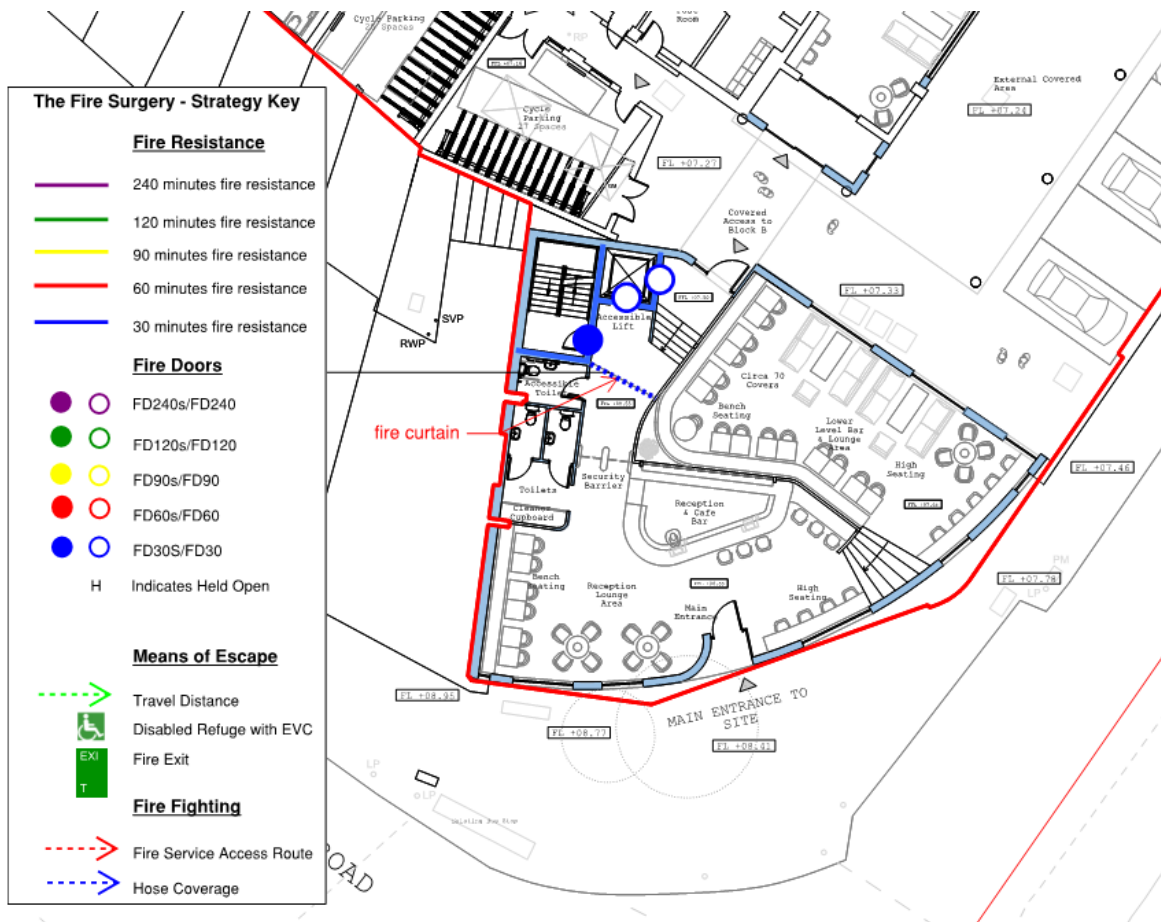 The Fire Surgery - Strategy Key
Fire Resistance
240 minutes fire resistance
120 minutes fire resistance
90 minutes fire resistance
60 minutes fire resistance
30 minutes fire resistance
Fire Doors
FD240s/FD240
FD120s/FD120
FD90s/FD90
FD60s/FD60
FD30S/FD30
H Indicates Held Open
Means of Escape
Travel Distance
Disabled Refuge with EVC
EXI
T
Fire Exit
Fire Fighting
Fire Service Access Route
Hose Coverage
Cycle Parking
Spaces
Room
RP
Cycle
Parking
27 Spaces
External Covered
Area
FL +07.24
FL +07.27
Covered
Access to
Block B
FL +07.33
SVP
RWP
Accessible
Lift
Accessible
Toilet
fire curtain
Circa 70
Covers
Bench
Seating
Lower
Level Bar
& Lounge
Area
High
Seating
FL +07.46
Security
Barrier
Toilets
Cleaner
Cupboard
Reception
& Cafe
Bar
Bench
Seating
Reception
Lounge
Area
Main
Entrance
High
Seating
FL +07.78
PM
LP
FL +08.95
FL +08.77
MAIN ENTRANCE TO
SITE
FL +08.41
LP
LP
ROAD